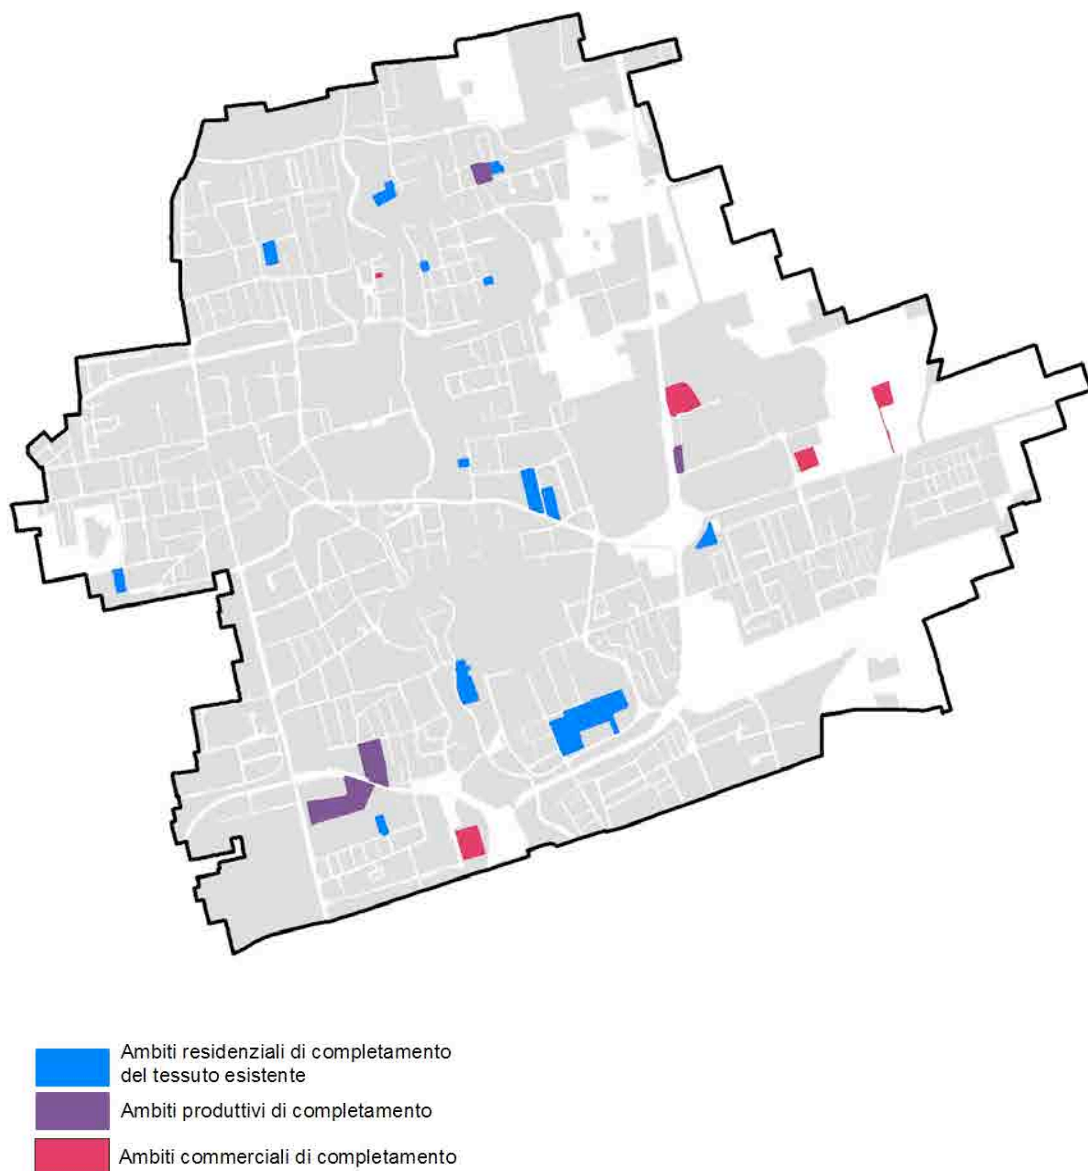 Ambiti residenziali di completamento
del tessuto esistente
Ambiti produttivi di completamento
Ambiti commerciali di completamento